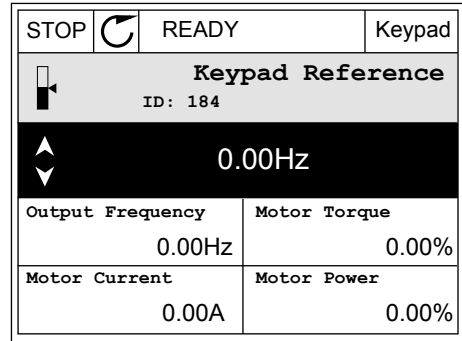 STOP READY Keypad
Keypad Reference
ID: 184
0.00Hz
Output Frequency Motor Torque
0.00Hz 0.00%
Motor Current Motor Power
0.00A 0.00%